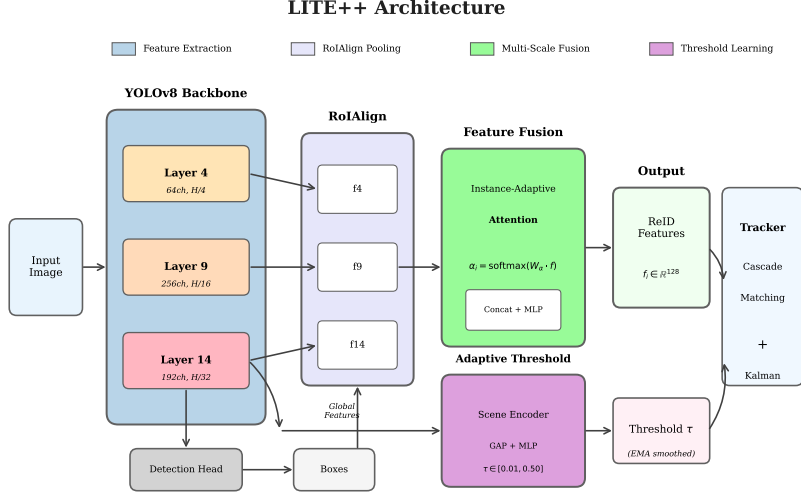 LITE++ Architecture
Feature Extraction
RoIAlign Pooling
Multi-Scale Fusion
Threshold Learning
YOLOv8 Backbone
Layer 4
64ch, H/4
Layer 9
256ch, H/16
Layer 14
192ch, H/32
Input
Image
RoIAlign
f4
f9
f14
Global
Features
Detection Head
Boxes
Feature Fusion
Instance-Adaptive
Attention
αᵢ = softmax(Wₐ · f)
Concat + MLP
Adaptive Threshold
Scene Encoder
GAP + MLP
τ ∈ [0.01, 0.50]
Output
ReID
Features
fᵢ ∈ ℝ¹²⁸
Threshold τ
(EMA smoothed)
Tracker
Cascade
Matching
+
Kalman